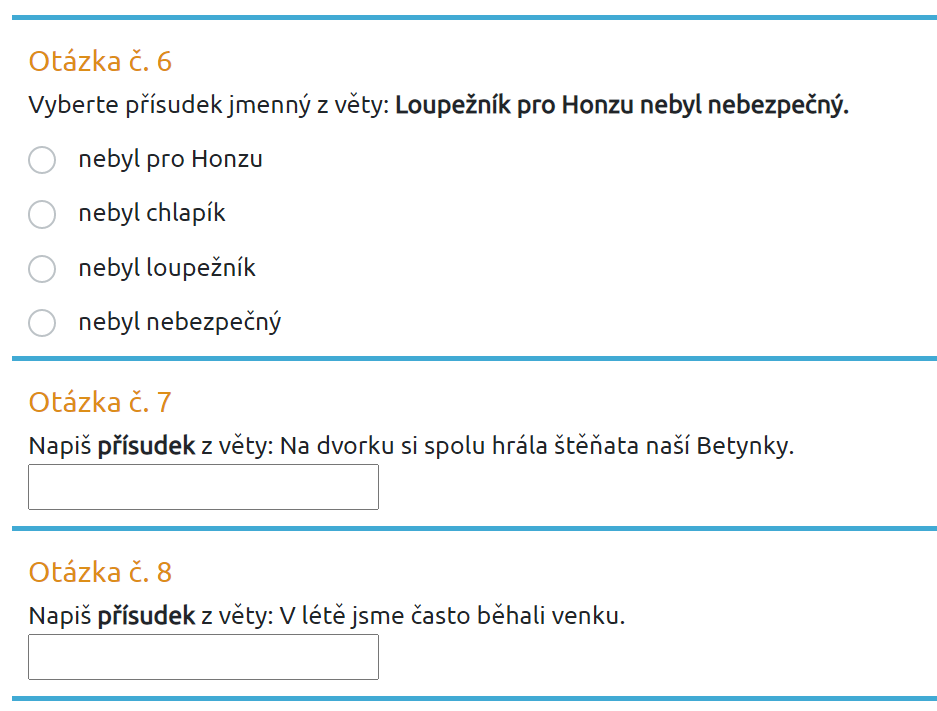 Otázka č. 6
Vyberte přísudek jmenný z věty: Loupežník pro Honzu nebyl nebezpečný.
nebyl pro Honzu
nebyl chlapík
nebyl loupežník
nebyl nebezpečný
Otázka č. 7
Napiš přísudek z věty: Na dvorku si spolu hrála štěňata naší Betynky.
Otázka č. 8
Napiš přísudek z věty: V létě jsme často běhali venku.